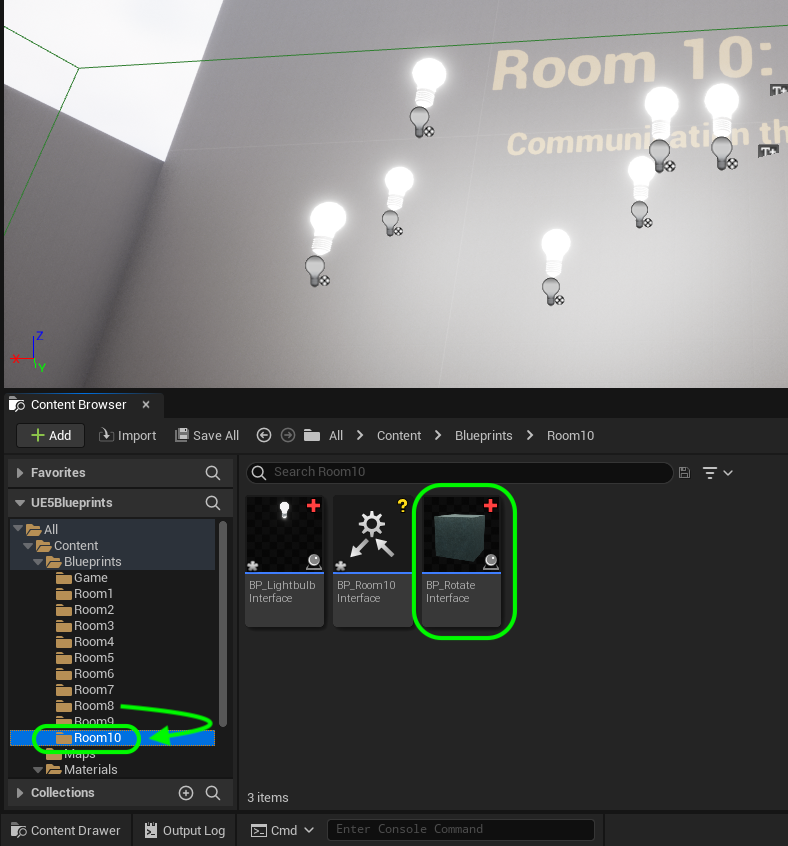 Room 10:
T+
Communication th
T+
Z
X
Y
Content Browser ×
+ Add Import Save All All > Content > Blueprints > Room10
Favorites
Search Room10
UE5Blueprints
All
Content
Blueprints
Game
Room1
Room2
Room3
Room4
Room5
Room6
Room7
Room8
Room9
Room10
Maps
Materials
?
BP_Lightbulb
Interface
BP_Room10
Interface
BP_Rotate
Interface
Collections
3 items
Content Drawer Output Log Cmd Enter Console Command